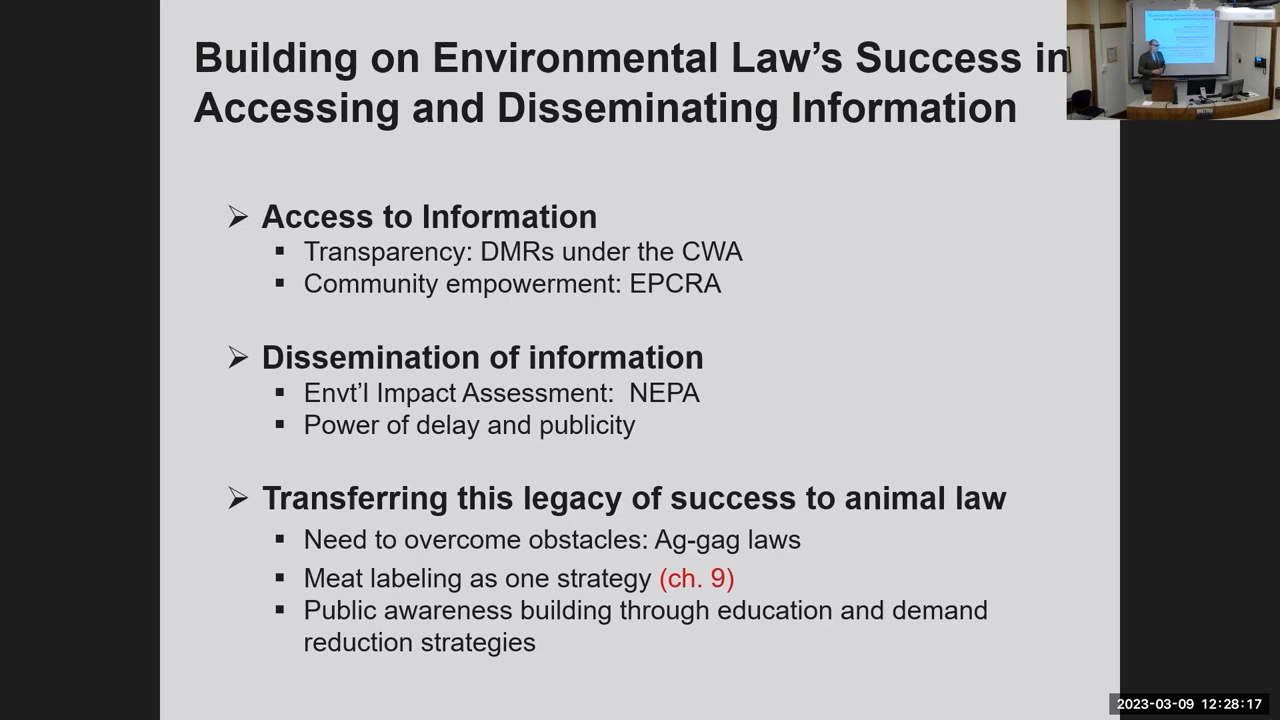 Building on Environmental Law’s Success in
Accessing and Disseminating Information
➢ Access to Information
▪ Transparency: DMRs under the CWA
▪ Community empowerment: EPCRA
➢ Dissemination of information
▪ Envt’l Impact Assessment: NEPA
▪ Power of delay and publicity
➢ Transferring this legacy of success to animal law
▪ Need to overcome obstacles: Ag-gag laws
▪ Meat labeling as one strategy (ch. 9)
▪ Public awareness building through education and demand
reduction strategies
2023-03-09 12:28:17